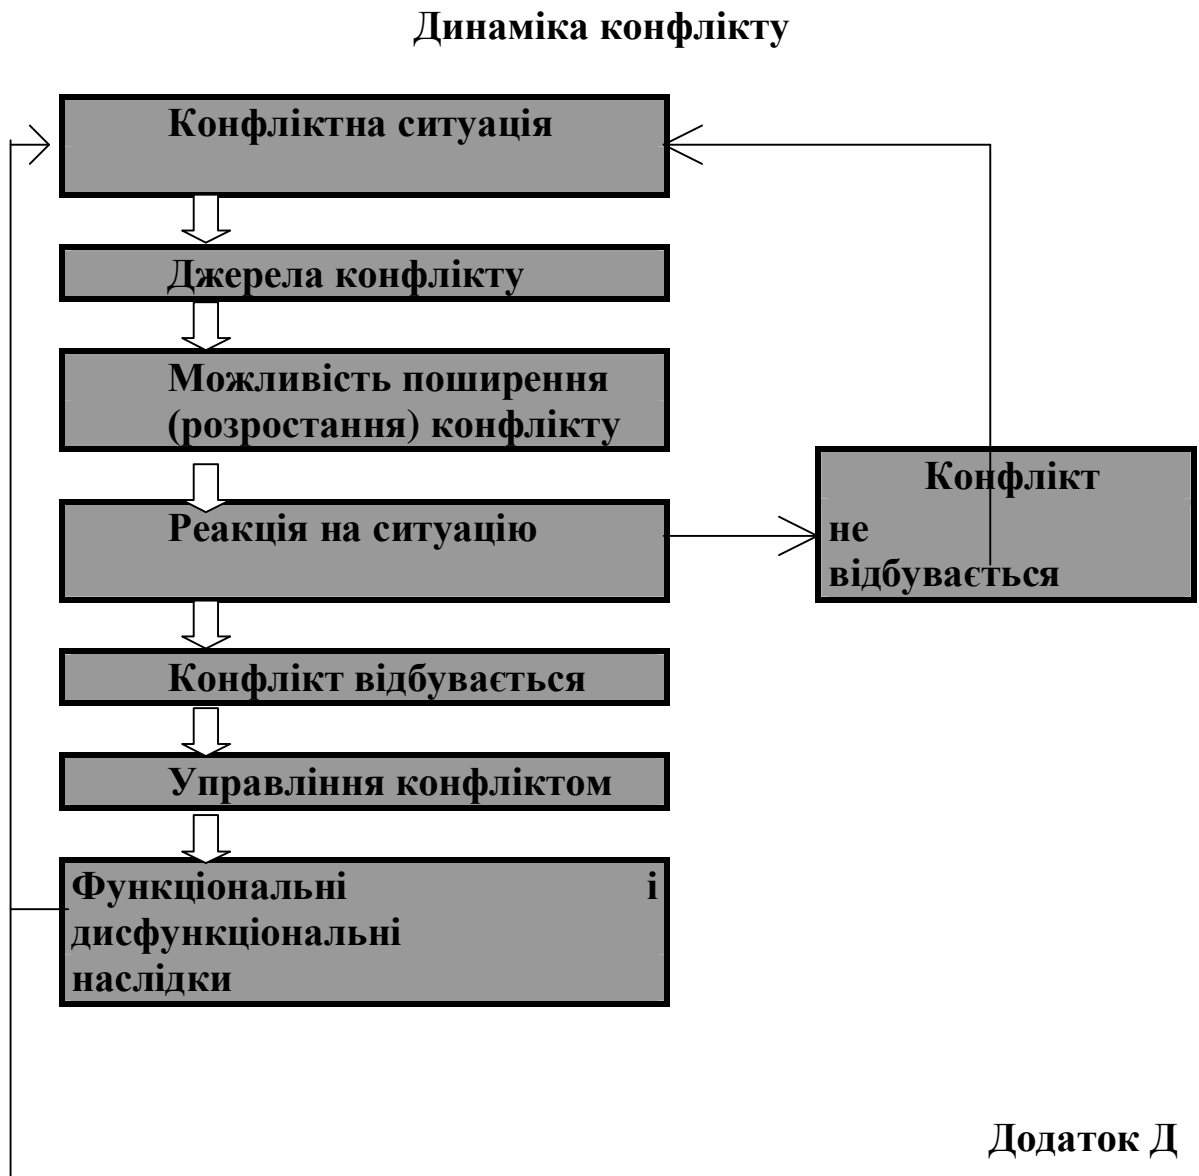 Динаміка конфлікту
Конфліктна ситуація
Джерела конфлікту
Можливість поширення
(розростання) конфлікту
Реакція на ситуацію
Конфлікт
не
відбувається
Конфлікт відбувається
Управління конфліктом
Функціональні і
дисфункціональні
наслідки
Додаток Д